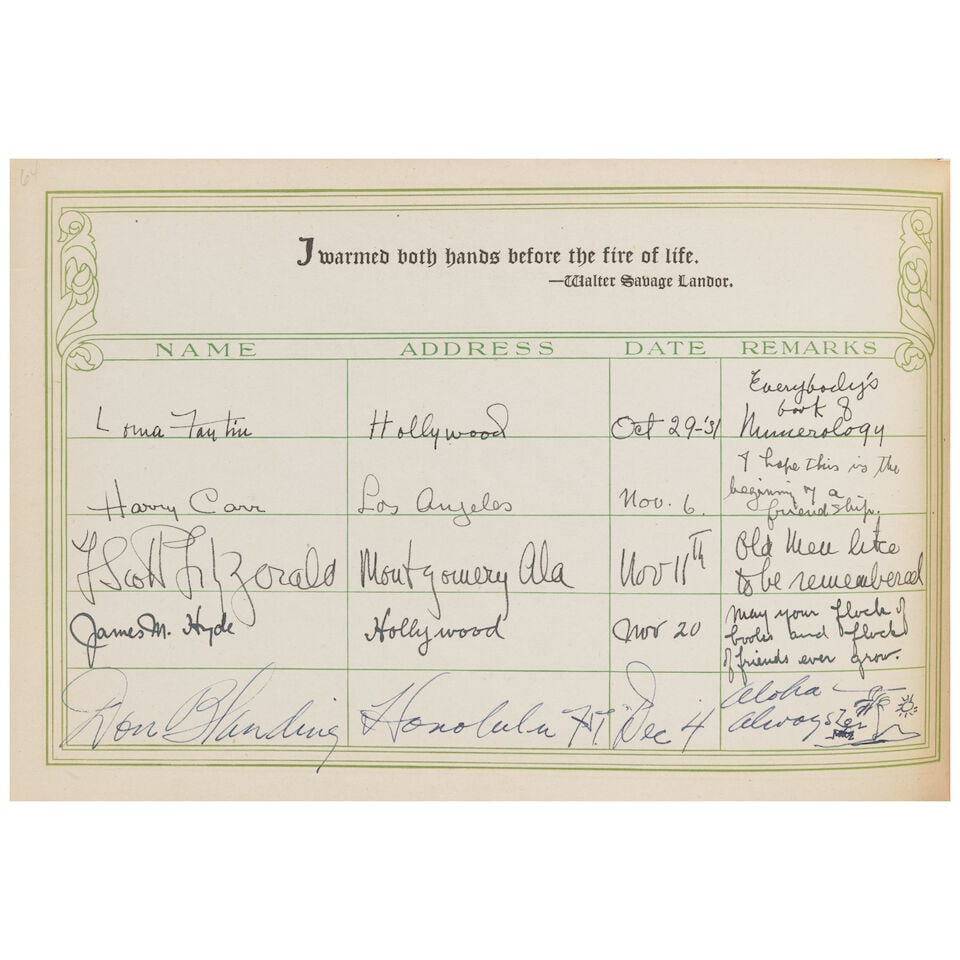 64
I warmed both hands before the fire of life.
—Walter Savage Landor.
NAME ADDRESS DATE REMARKS
Lorna Fantin Hollywood Oct 29-'31 Everybody's
book of
Numerology
Harry Carr Los Angeles Nov. 6. I hope this is the
beginning of a
friendship.
F Scott Fitzgerald Montgomery Ala Nov 11th Old Men like
to be remembered
James M. Hyde Hollywood Nov 20 May your flock of
books and flock
of friends ever grow.
Don Blanding Honolulu Dec 4 Aloha
always